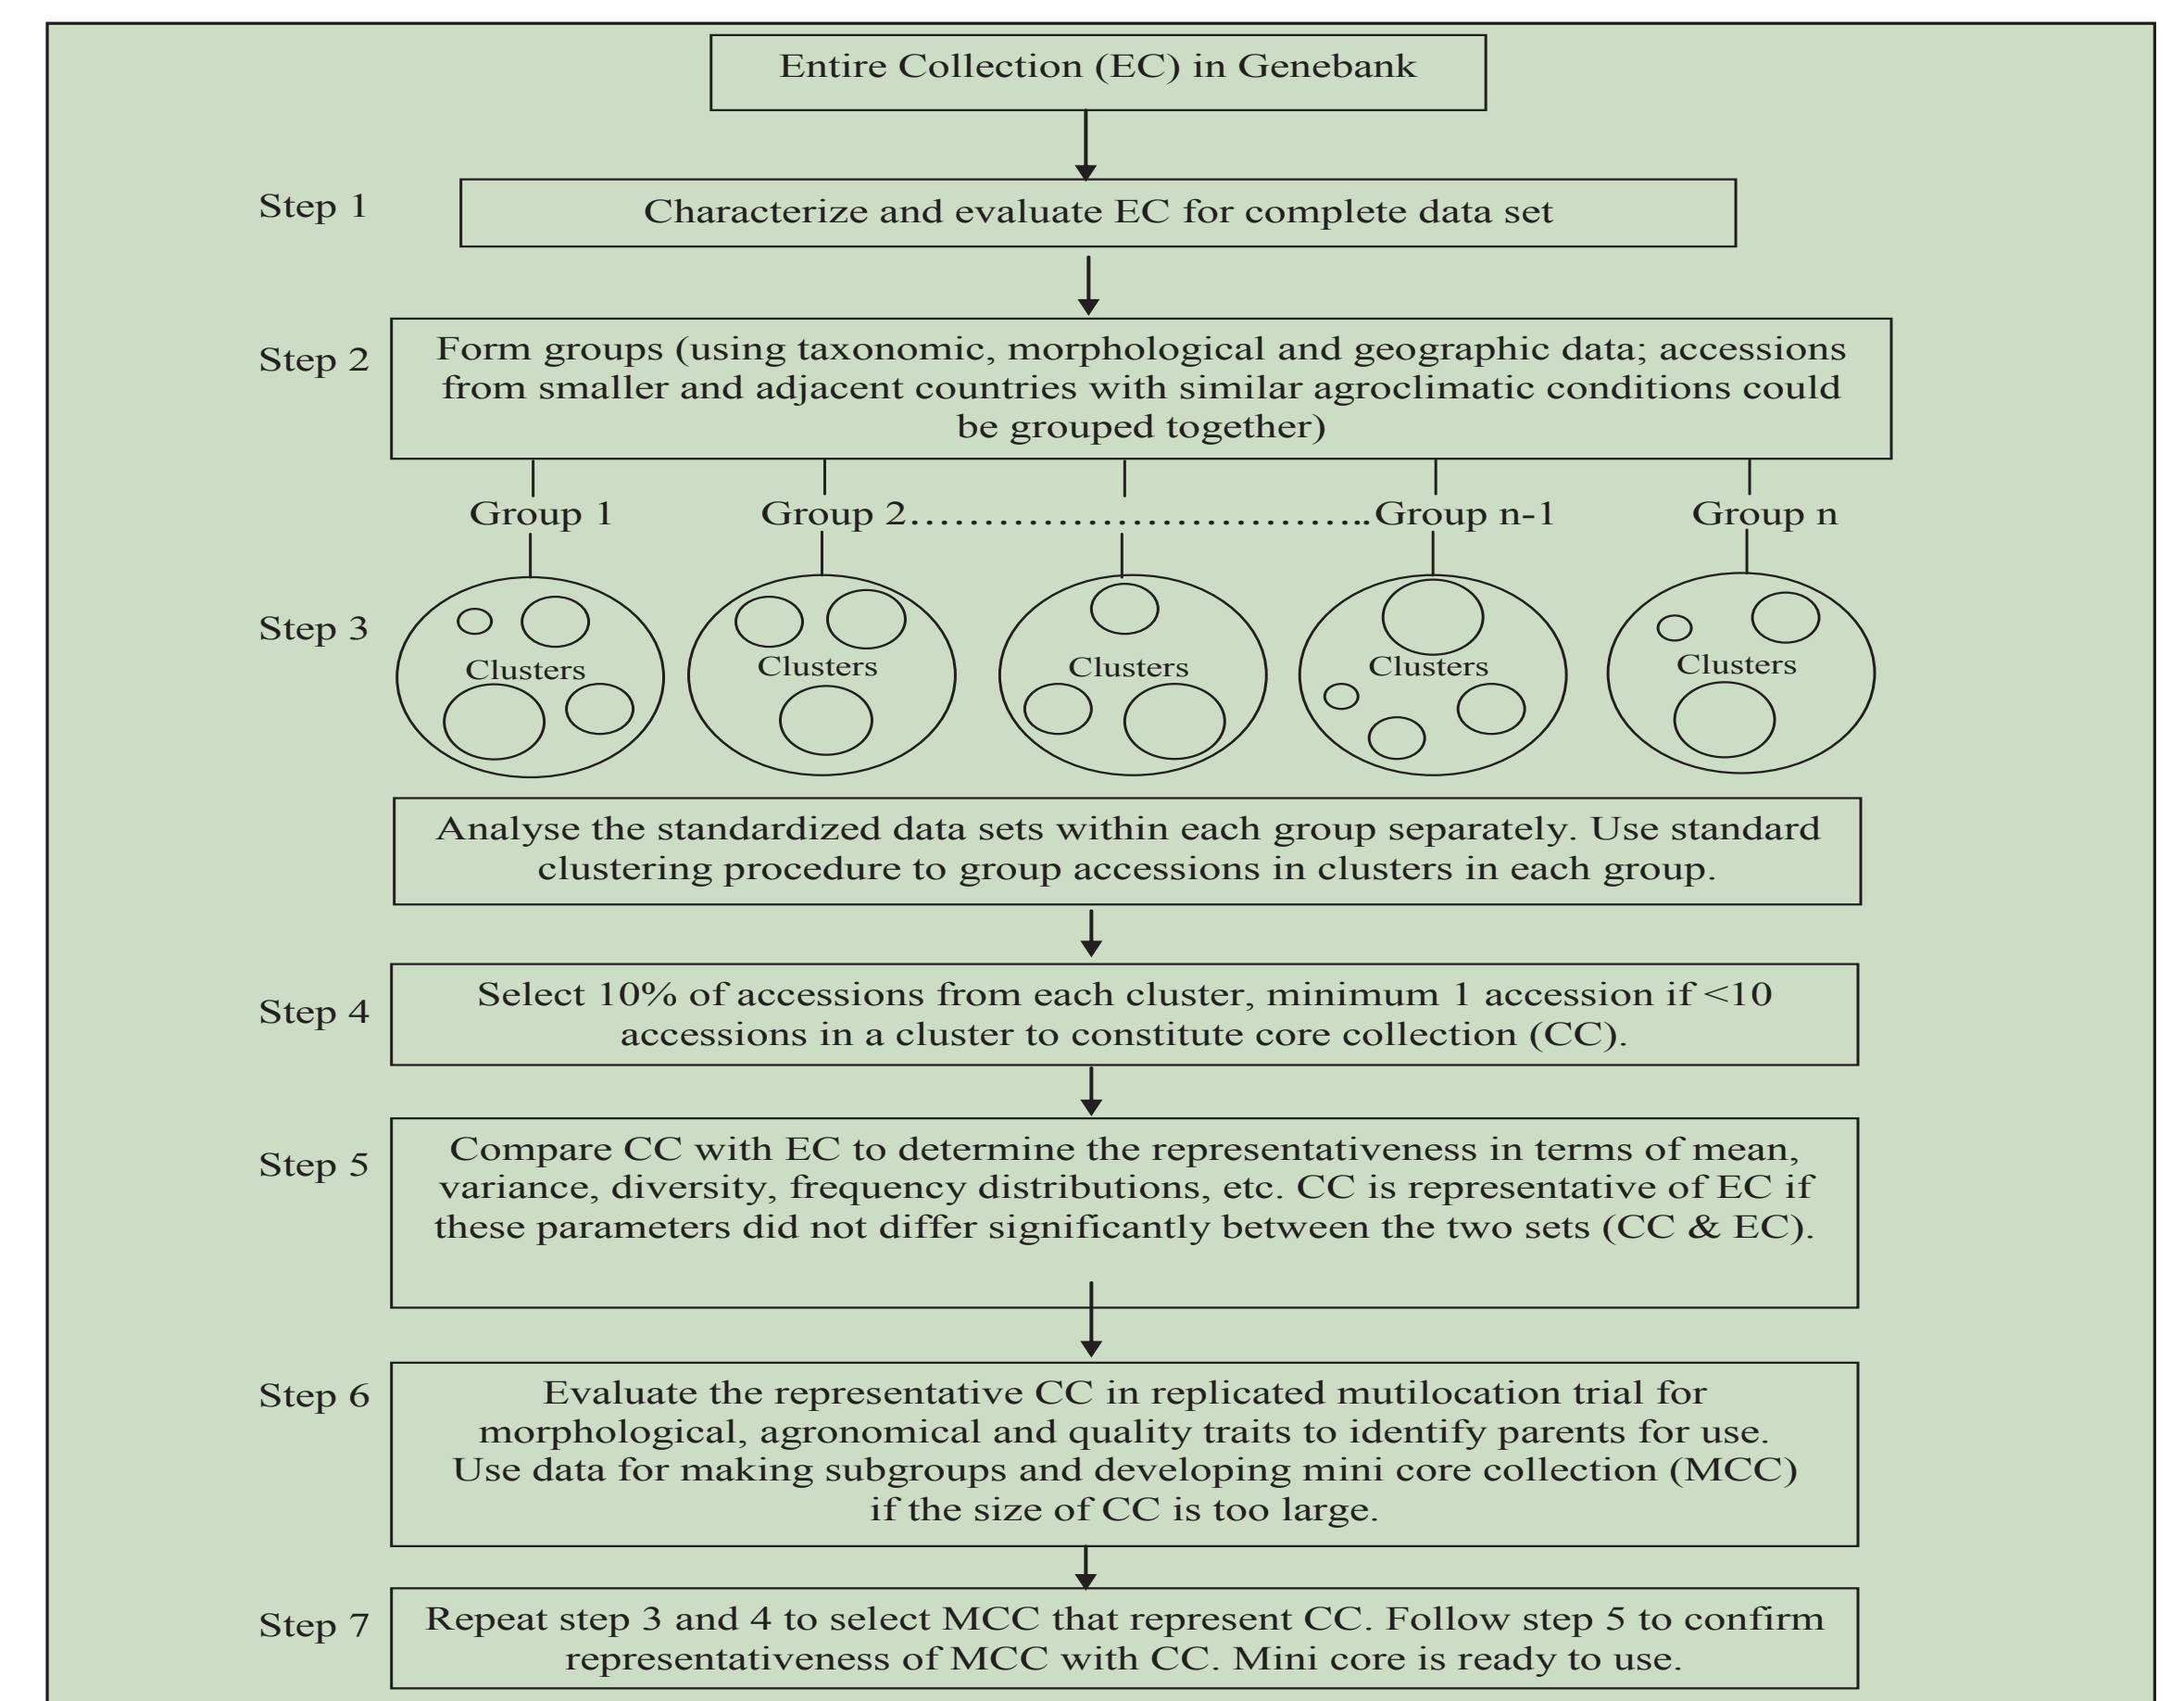 Entire Collection (EC) in Genebank
Step 1
Characterize and evaluate EC for complete data set
Step 2
Form groups (using taxonomic, morphological and geographic data; accessions
from smaller and adjacent countries with similar agroclimatic conditions could
be grouped together)
Group 1 Group 2……………………………..Group n-1 Group n
Step 3
Clusters Clusters Clusters Clusters Clusters
Analyse the standardized data sets within each group separately. Use standard
clustering procedure to group accessions in clusters in each group.
Step 4
Select 10% of accessions from each cluster, minimum 1 accession if <10
accessions in a cluster to constitute core collection (CC).
Step 5
Compare CC with EC to determine the representativeness in terms of mean,
variance, diversity, frequency distributions, etc. CC is representative of EC if
these parameters did not differ significantly between the two sets (CC & EC).
Step 6
Evaluate the representative CC in replicated mutilocation trial for
morphological, agronomical and quality traits to identify parents for use.
Use data for making subgroups and developing mini core collection (MCC)
if the size of CC is too large.
Step 7
Repeat step 3 and 4 to select MCC that represent CC. Follow step 5 to confirm
representativeness of MCC with CC. Mini core is ready to use.